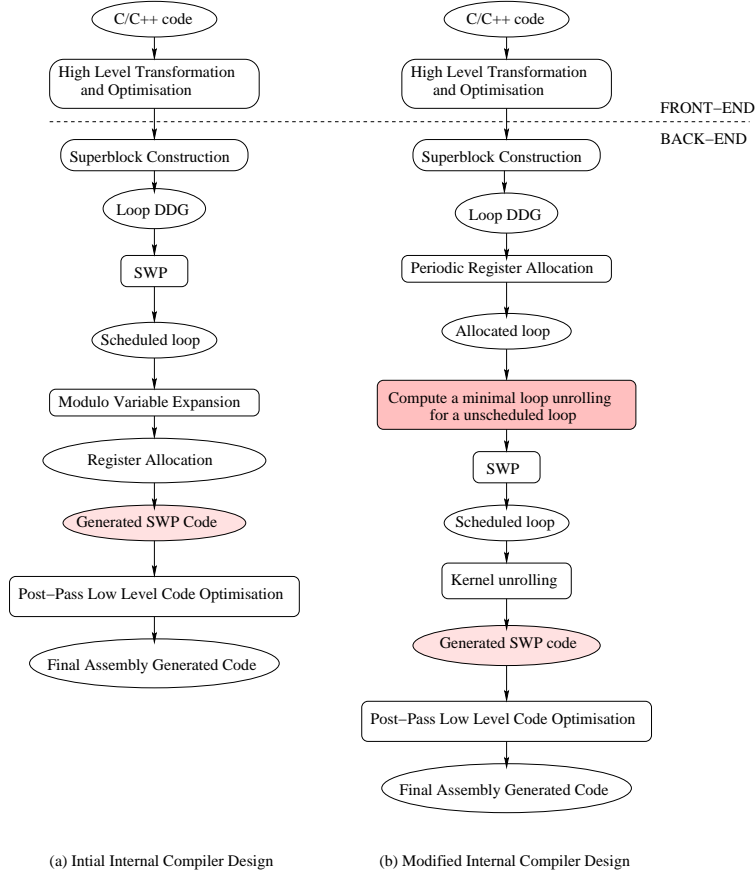 C/C++ code
High Level Transformation
and Optimisation
Superblock Construction
Loop DDG
SWP
Scheduled loop
Modulo Variable Expansion
Register Allocation
Generated SWP Code
Post−Pass Low Level Code Optimisation
Final Assembly Generated Code
(a) Intial Internal Compiler Design
C/C++ code
High Level Transformation
and Optimisation
FRONT−END
BACK−END
Superblock Construction
Loop DDG
Periodic Register Allocation
Allocated loop
Compute a minimal loop unrolling
for a unscheduled loop
SWP
Scheduled loop
Kernel unrolling
Generated SWP code
Post−Pass Low Level Code Optimisation
Final Assembly Generated Code
(b) Modified Internal Compiler Design